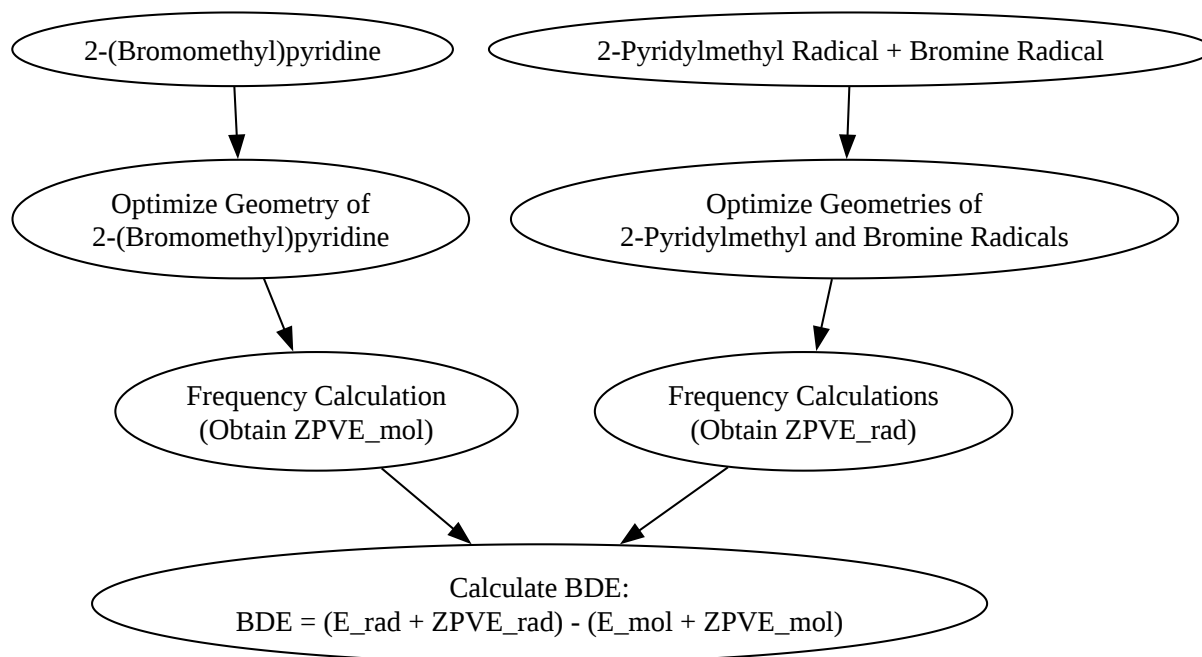 2-(Bromomethyl)pyridine
2-Pyridylmethyl Radical + Bromine Radical
Optimize Geometry of
2-(Bromomethyl)pyridine
Optimize Geometries of
2-Pyridylmethyl and Bromine Radicals
Frequency Calculation
(Obtain ZPVE_mol)
Frequency Calculations
(Obtain ZPVE_rad)
Calculate BDE:
BDE = (E_rad + ZPVE_rad) - (E_mol + ZPVE_mol)